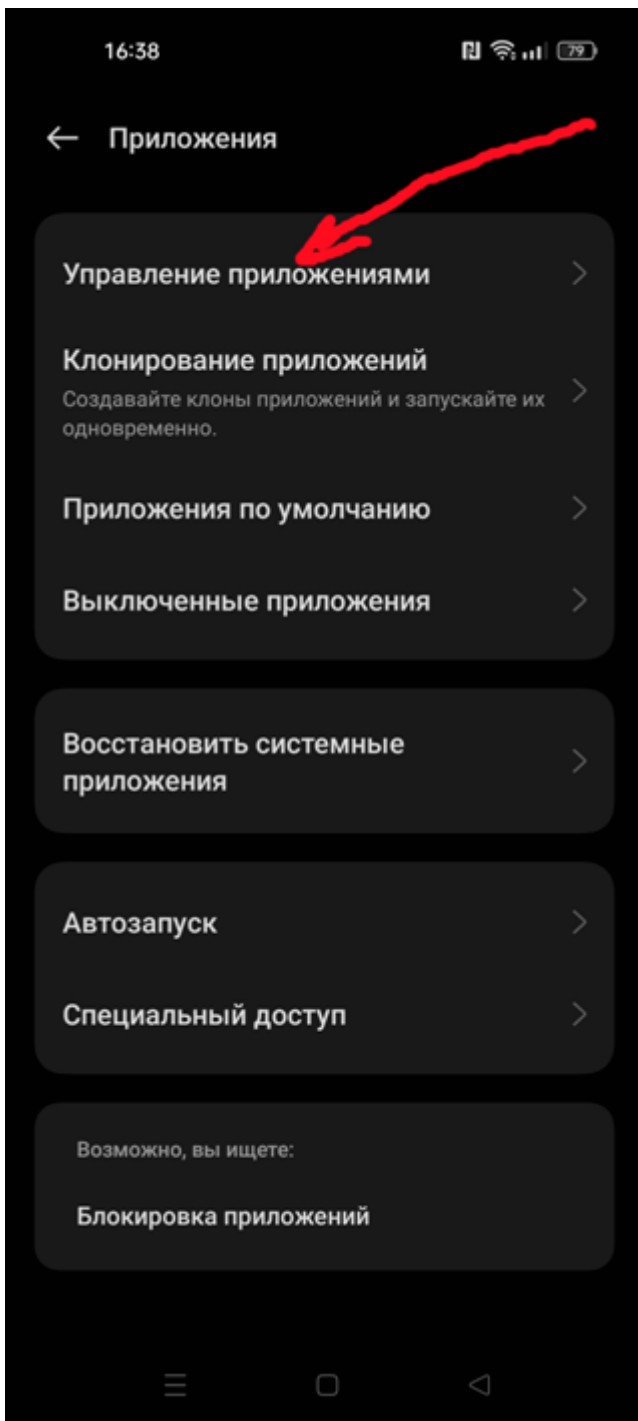 16:38
79
Приложения
Управление приложениями
Клонирование приложений
Создавайте клоны приложений и запускайте их
одновременно.
Приложения по умолчанию
Выключенные приложения
Восстановить системные
приложения
Автозапуск
Специальный доступ
Возможно, вы ищете:
Блокировка приложений